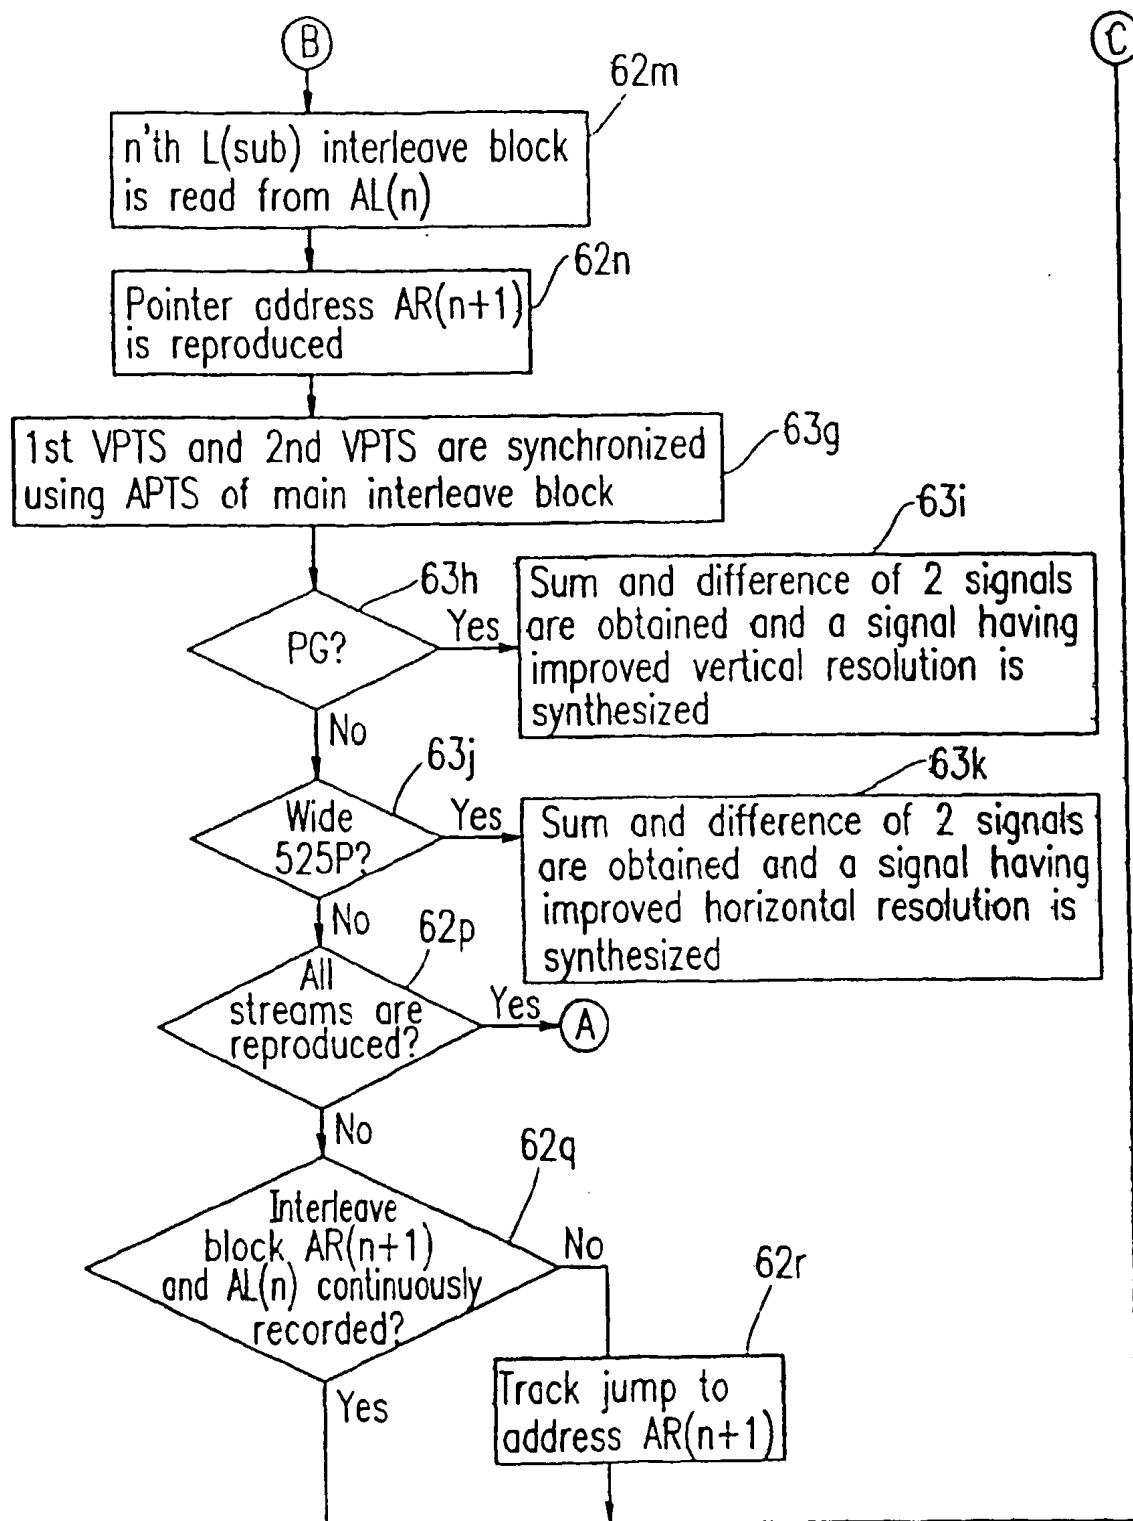 B
C
62m
n'th L(sub) interleave block
is read from AL(n)
62n
Pointer address AR(n+1)
is reproduced
63g
1st VPTS and 2nd VPTS are synchronized
using APTS of main interleave block
63i
63h
PG?
Yes
Sum and difference of 2 signals
are obtained and a signal having
improved vertical resolution is
synthesized
No
63j
63k
Wide
525P?
Yes
Sum and difference of 2 signals
are obtained and a signal having
improved horizontal resolution is
synthesized
No
62p
All
streams are
reproduced?
Yes
A
No
62q
Interleave
block AR(n+1)
and AL(n) continuously
recorded?
No
62r
Yes
Track jump to
address AR(n+1)